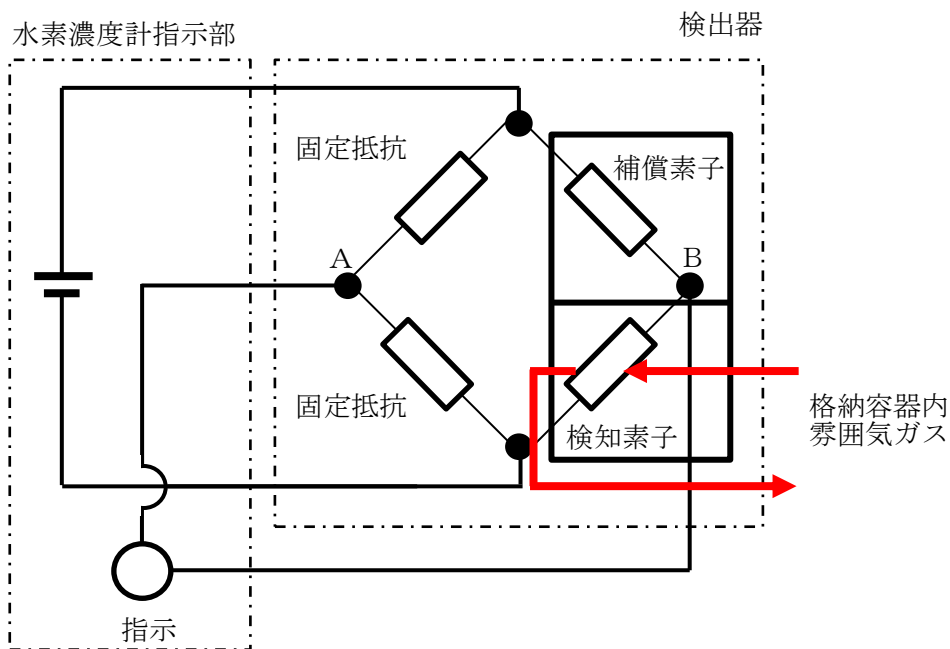 水素濃度計指示部
検出器
固定抵抗
補償素子
A
B
固定抵抗
検知素子
格納容器内
雰囲気ガス
指示